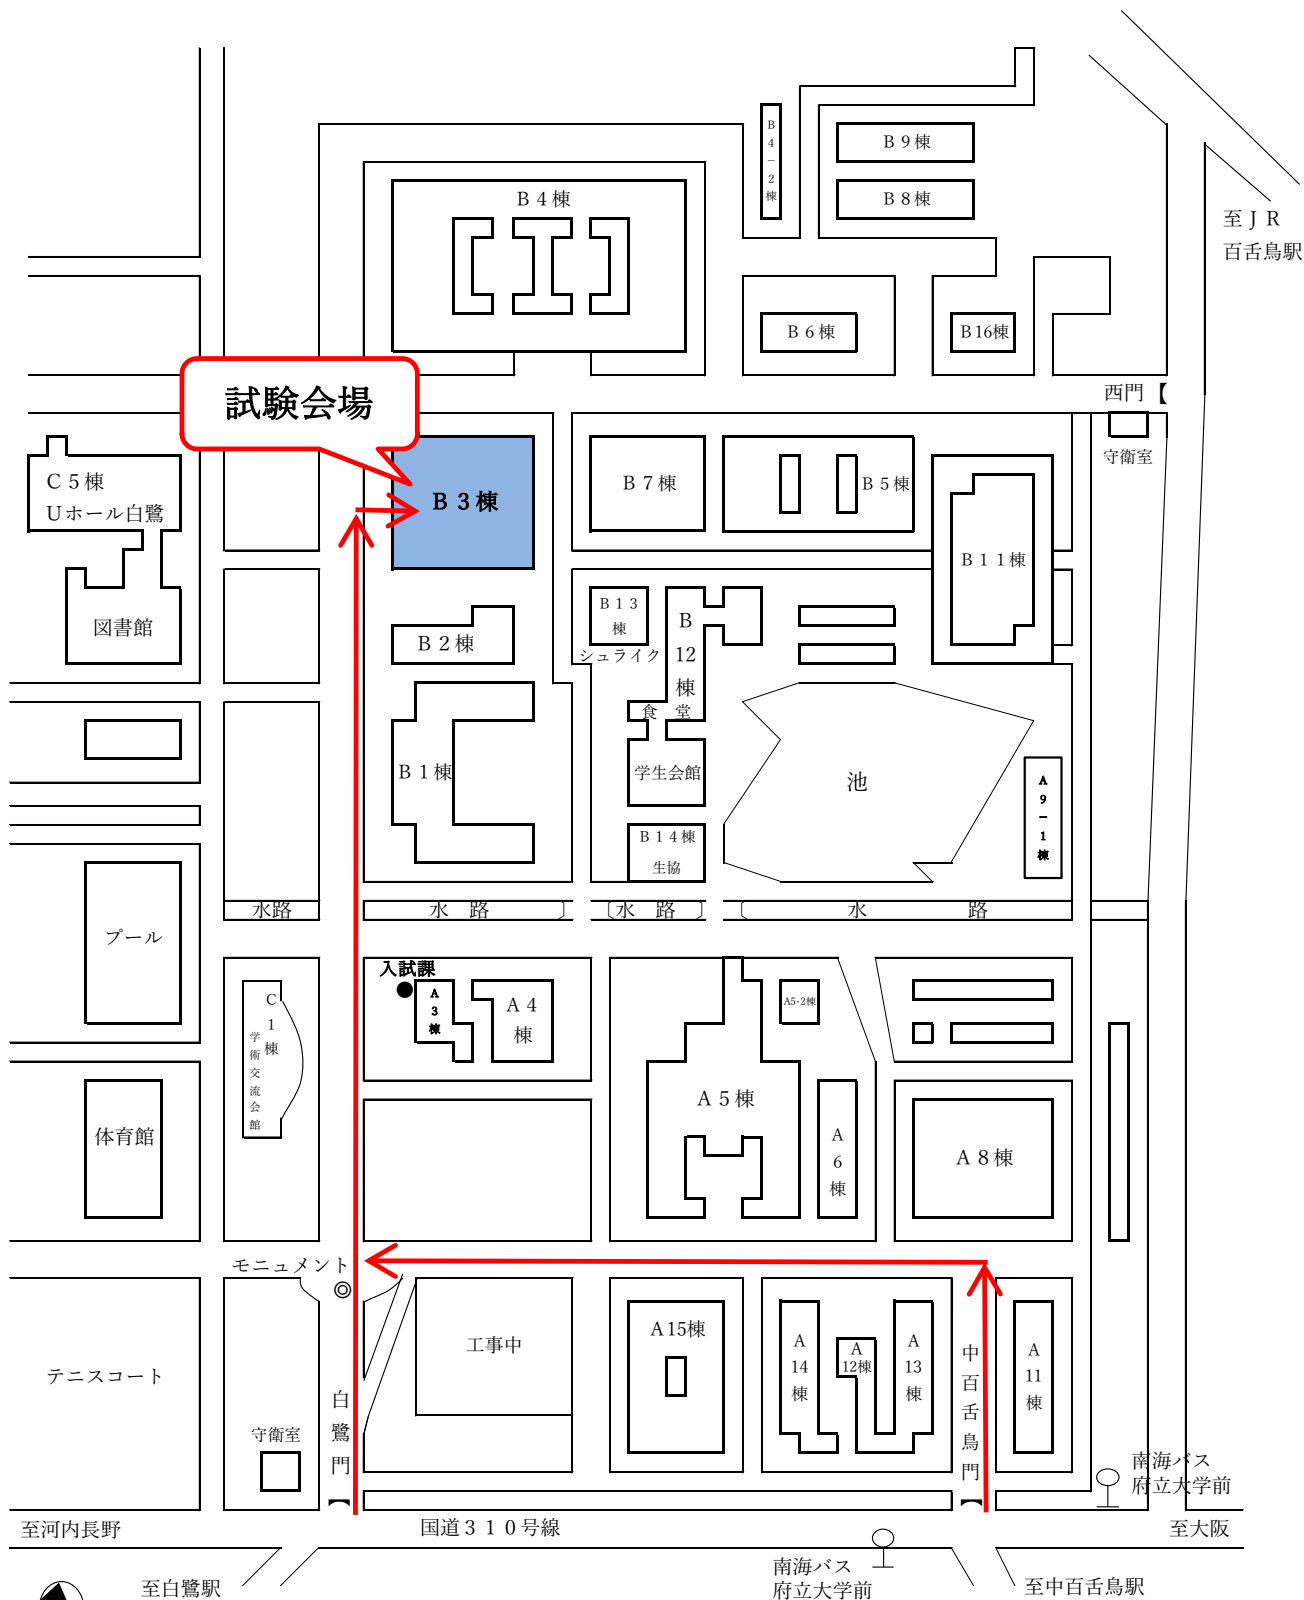 B4-2棟
B9棟
B8棟
B4棟
至JR
百舌鳥駅
B6棟
B16棟
西門【
守衛室
試験会場
C5棟
Uホール白鷺
B3棟
B7棟
B5棟
B11棟
図書館
B2棟
B13
棟
シュライク
B12棟
食堂
B1棟
学生会館
池
A9-1棟
B14棟
生協
水路
水路
水路
水路
プール
入試課
A3棟
A4
棟
A5-2棟
C1棟
学術交流会館
A5棟
A6棟
体育館
A8棟
モニュメント
工事中
A15棟
A14棟
A
12棟
A13棟
中百舌鳥門
A11棟
テニスコート
白鷺門
守衛室
南海バス
府立大学前
至河内長野
国道310号線
至大阪
至白鷺駅
南海バス
府立大学前
至中百舌鳥駅